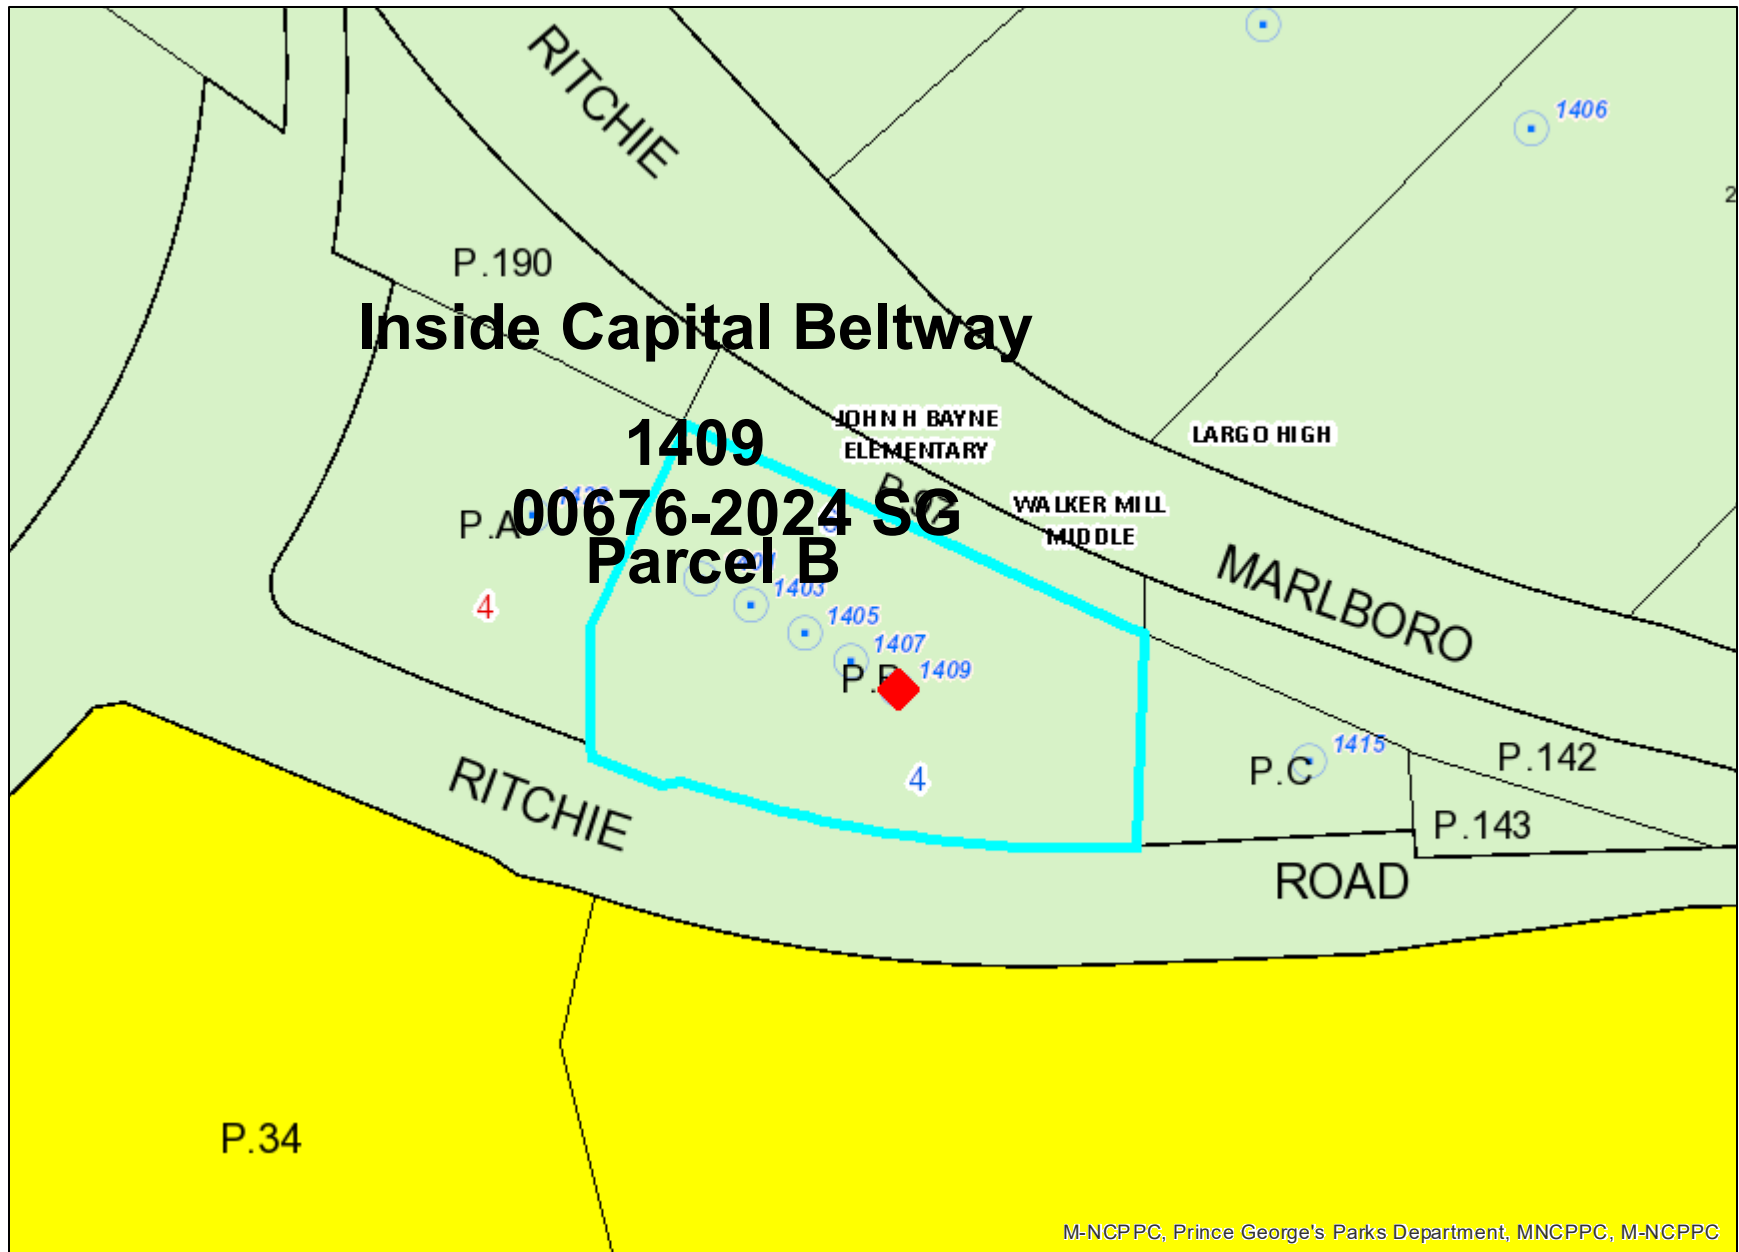 RITCHIE
1406
2
P.190
Inside Capital Beltway
JOHN H BAYNE
ELEMENTARY
LARGO HIGH
1409
P.97
00676-2024 SG
P.A
WALKER MILL
MIDDLE
Parcel B
MARLBORO
1403
4
1405
1407
1409
P.B
4
1415
P.C
P.142
RITCHIE
P.143
ROAD
P.34
M-NCPPC, Prince George's Parks Department, MNCPPC, M-NCPPC